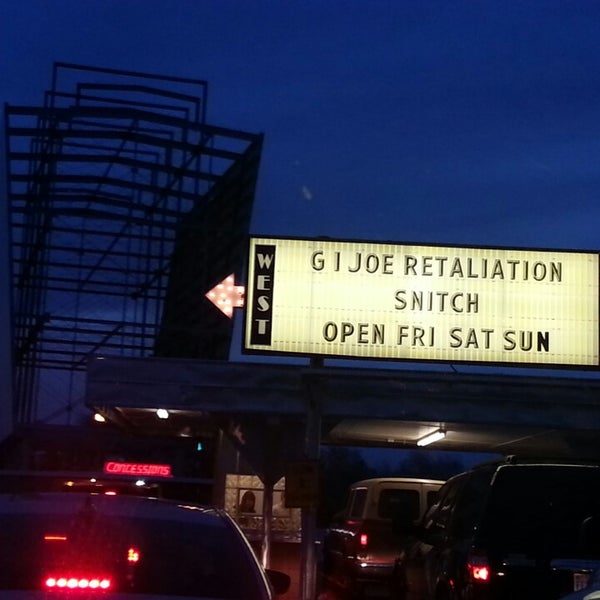 WEST
G I JOE RETALIATION
SNITCH
OPEN FRI SAT SUN
CONCESSIONS